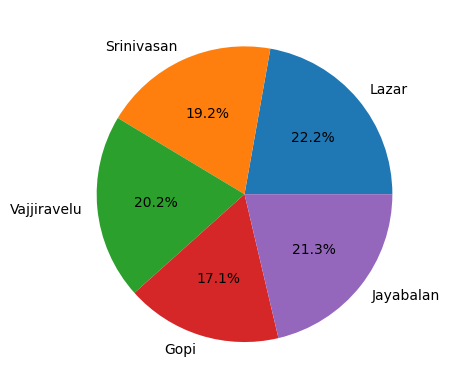 Srinivasan
Lazar
19.2%
22.2%
Vajjiravelu
20.2%
21.3%
17.1%
Jayabalan
Gopi